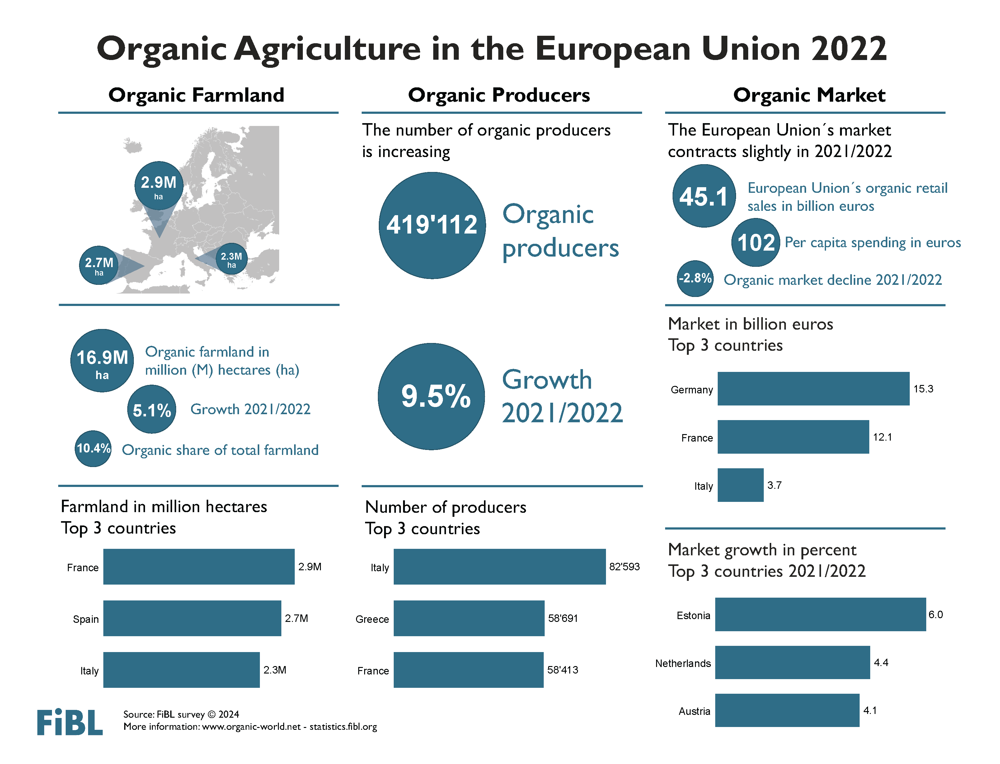 Organic Agriculture in the European Union 2022
Organic Farmland
2.9M
ha
2.7M
ha
2.3M
ha
16.9M
ha
Organic farmland in
million (M) hectares (ha)
5.1%
Growth 2021/2022
10.4%
Organic share of total farmland
Farmland in million hectares
Top 3 countries
France 2.9M
Spain 2.7M
Italy 2.3M
Organic Producers
The number of organic producers
is increasing
419'112
Organic
producers
9.5%
Growth
2021/2022
Number of producers
Top 3 countries
Italy 82'593
Greece 58'691
France 58'413
Organic Market
The European Union´s market
contracts slightly in 2021/2022
45.1
European Union´s organic retail
sales in billion euros
102
Per capita spending in euros
-2.8%
Organic market decline 2021/2022
Market in billion euros
Top 3 countries
Germany 15.3
France 12.1
Italy 3.7
Market growth in percent
Top 3 countries 2021/2022
Estonia 6.0
Netherlands 4.4
Austria 4.1
FiBL
Source: FiBL survey © 2024
More information: www.organic-world.net - statistics.fibl.org